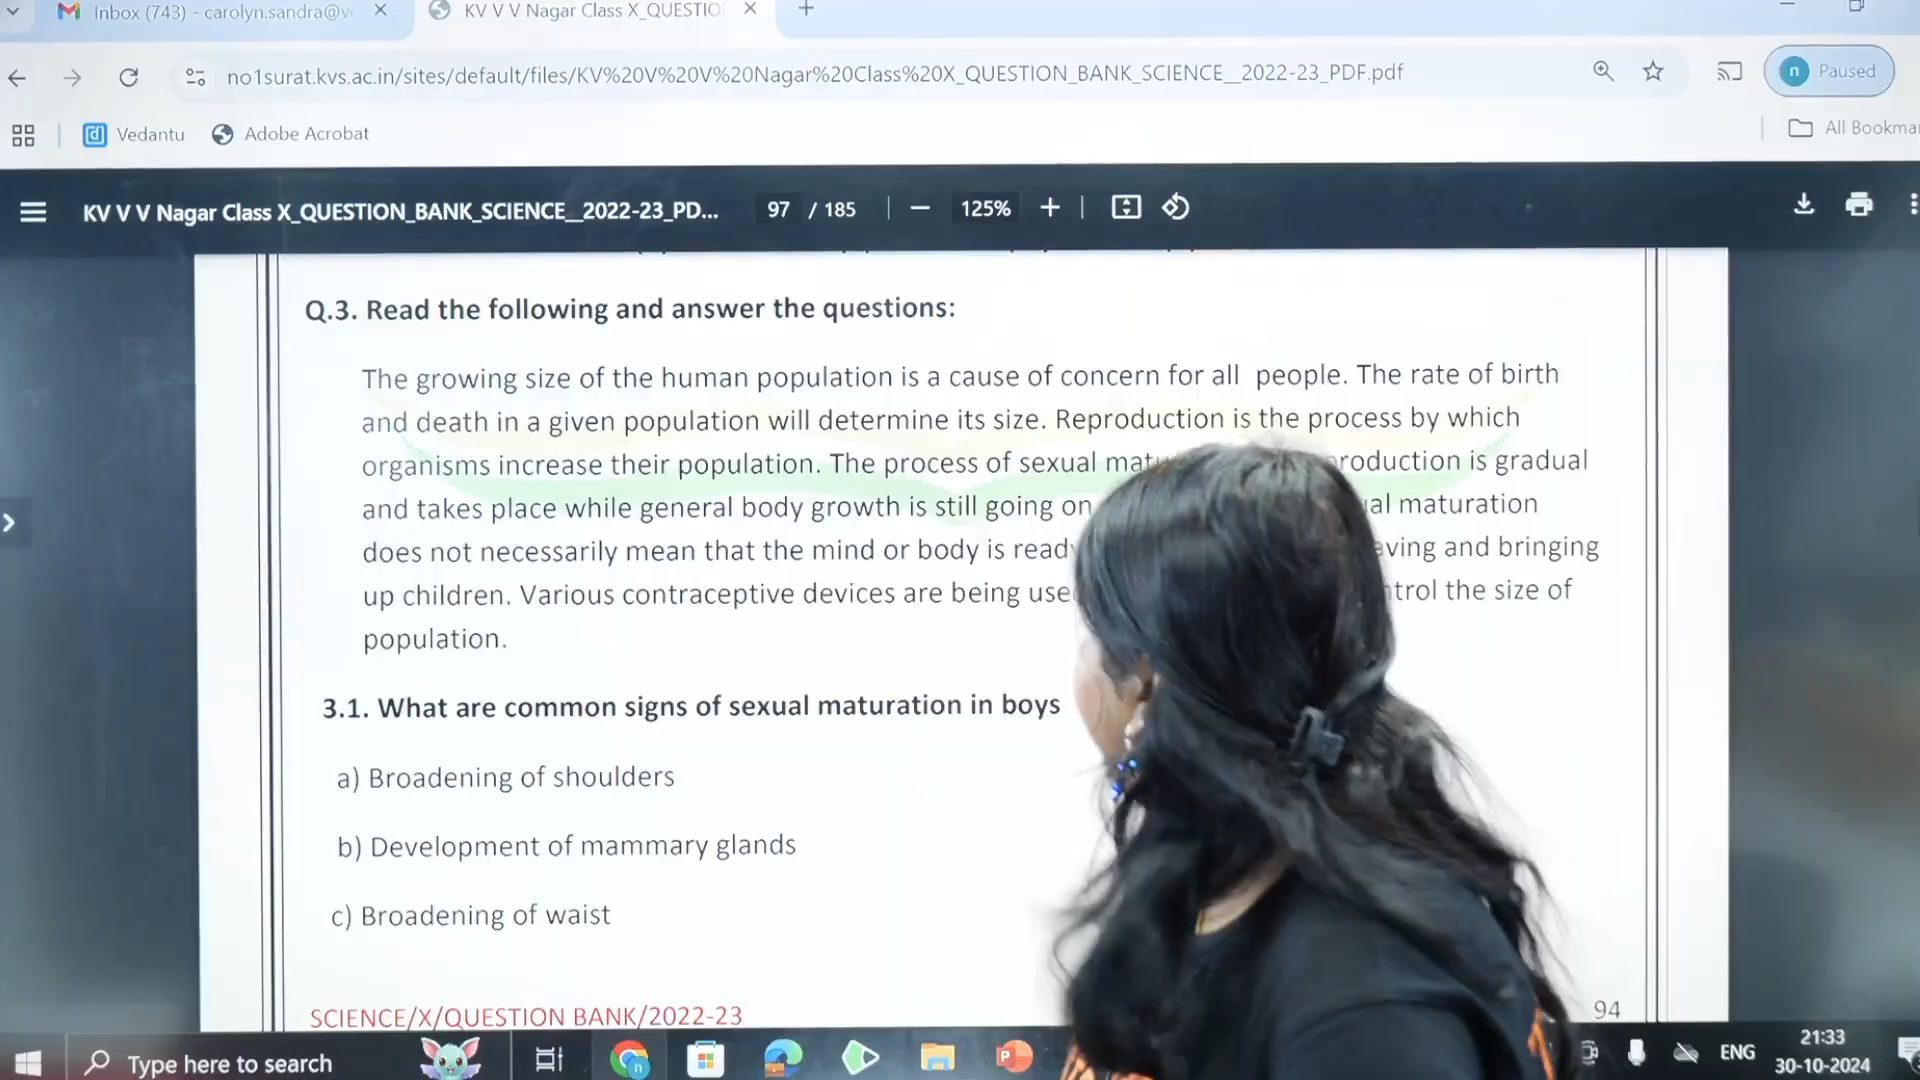 Inbox (743) - carolyn.sandra@v
KV V V Nagar Class X_QUESTIO
no1surat.kvs.ac.in/sites/default/files/KV%20V%20V%20Nagar%20Class%20X_QUESTION_BANK_SCIENCE__2022-23_PDF.pdf
n Paused
Vedantu Adobe Acrobat All Bookma
KV V V Nagar Class X_QUESTION_BANK_SCIENCE__2022-23_PD... 97 / 185 125%
Q.3. Read the following and answer the questions:
The growing size of the human population is a cause of concern for all people. The rate of birth
and death in a given population will determine its size. Reproduction is the process by which
organisms increase their population. The process of sexual mat roduction is gradual
and takes place while general body growth is still going on al maturation
does not necessarily mean that the mind or body is read aving and bringing
up children. Various contraceptive devices are being use trol the size of
population.
3.1. What are common signs of sexual maturation in boys
a) Broadening of shoulders
b) Development of mammary glands
c) Broadening of waist
SCIENCE/X/QUESTION BANK/2022-23 94
Type here to search ENG 21:33
30-10-2024